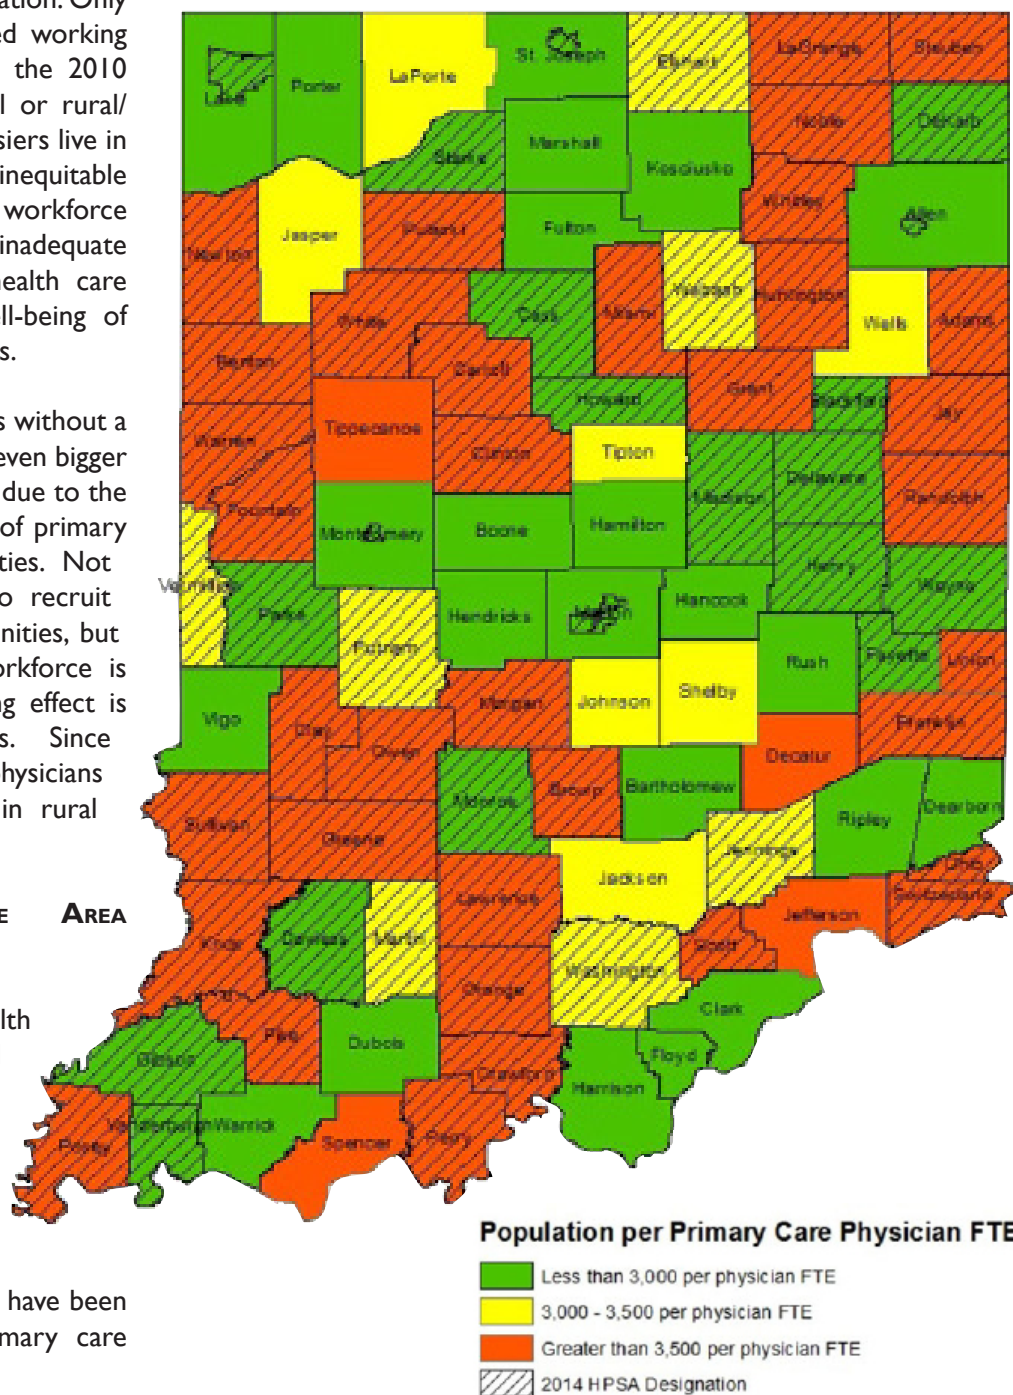 ation. Only
ed working
the 2010
l or rural/
siers live in
inequitable
workforce
inadequate
ealth care
ll-being of
s.
s without a
even bigger
due to the
of primary
ties. Not
o recruit
nities, but
orkforce is
ng effect is
s. Since
physicians
in rural
E AREA
lth
have been
mary care
Lake
Porter
LaPorte
St. Joseph
Elkhart
LaGrange
Steuben
Starke
Marshall
Kosciusko
Noble
DeKalb
Newton
Jasper
Pulaski
Fulton
Whitley
Allen
White
Cass
Miami
Wabash
Huntington
Wells
Adams
Benton
Carroll
Grant
Blackford
Jay
Warren
Tippecanoe
Clinton
Howard
Tipton
Madison
Delaware
Randolph
Fountain
Montgomery
Boone
Hamilton
Henry
Wayne
Vermillion
Parke
Putnam
Hendricks
Marion
Hancock
Rush
Fayette
Union
Vigo
Clay
Owen
Morgan
Johnson
Shelby
Decatur
Franklin
Sullivan
Greene
Monroe
Brown
Bartholomew
Jennings
Ripley
Dearborn
Ohio
Switzerland
Knox
Daviess
Martin
Lawrence
Jackson
Scott
Jefferson
Orange
Washington
Clark
Floyd
Gibson
Pike
Dubois
Crawford
Harrison
Posey
Vanderburgh
Warrick
Spencer
Perry
Population per Primary Care Physician FTE
Less than 3,000 per physician FTE
3,000 - 3,500 per physician FTE
Greater than 3,500 per physician FTE
2014 HPSA Designation